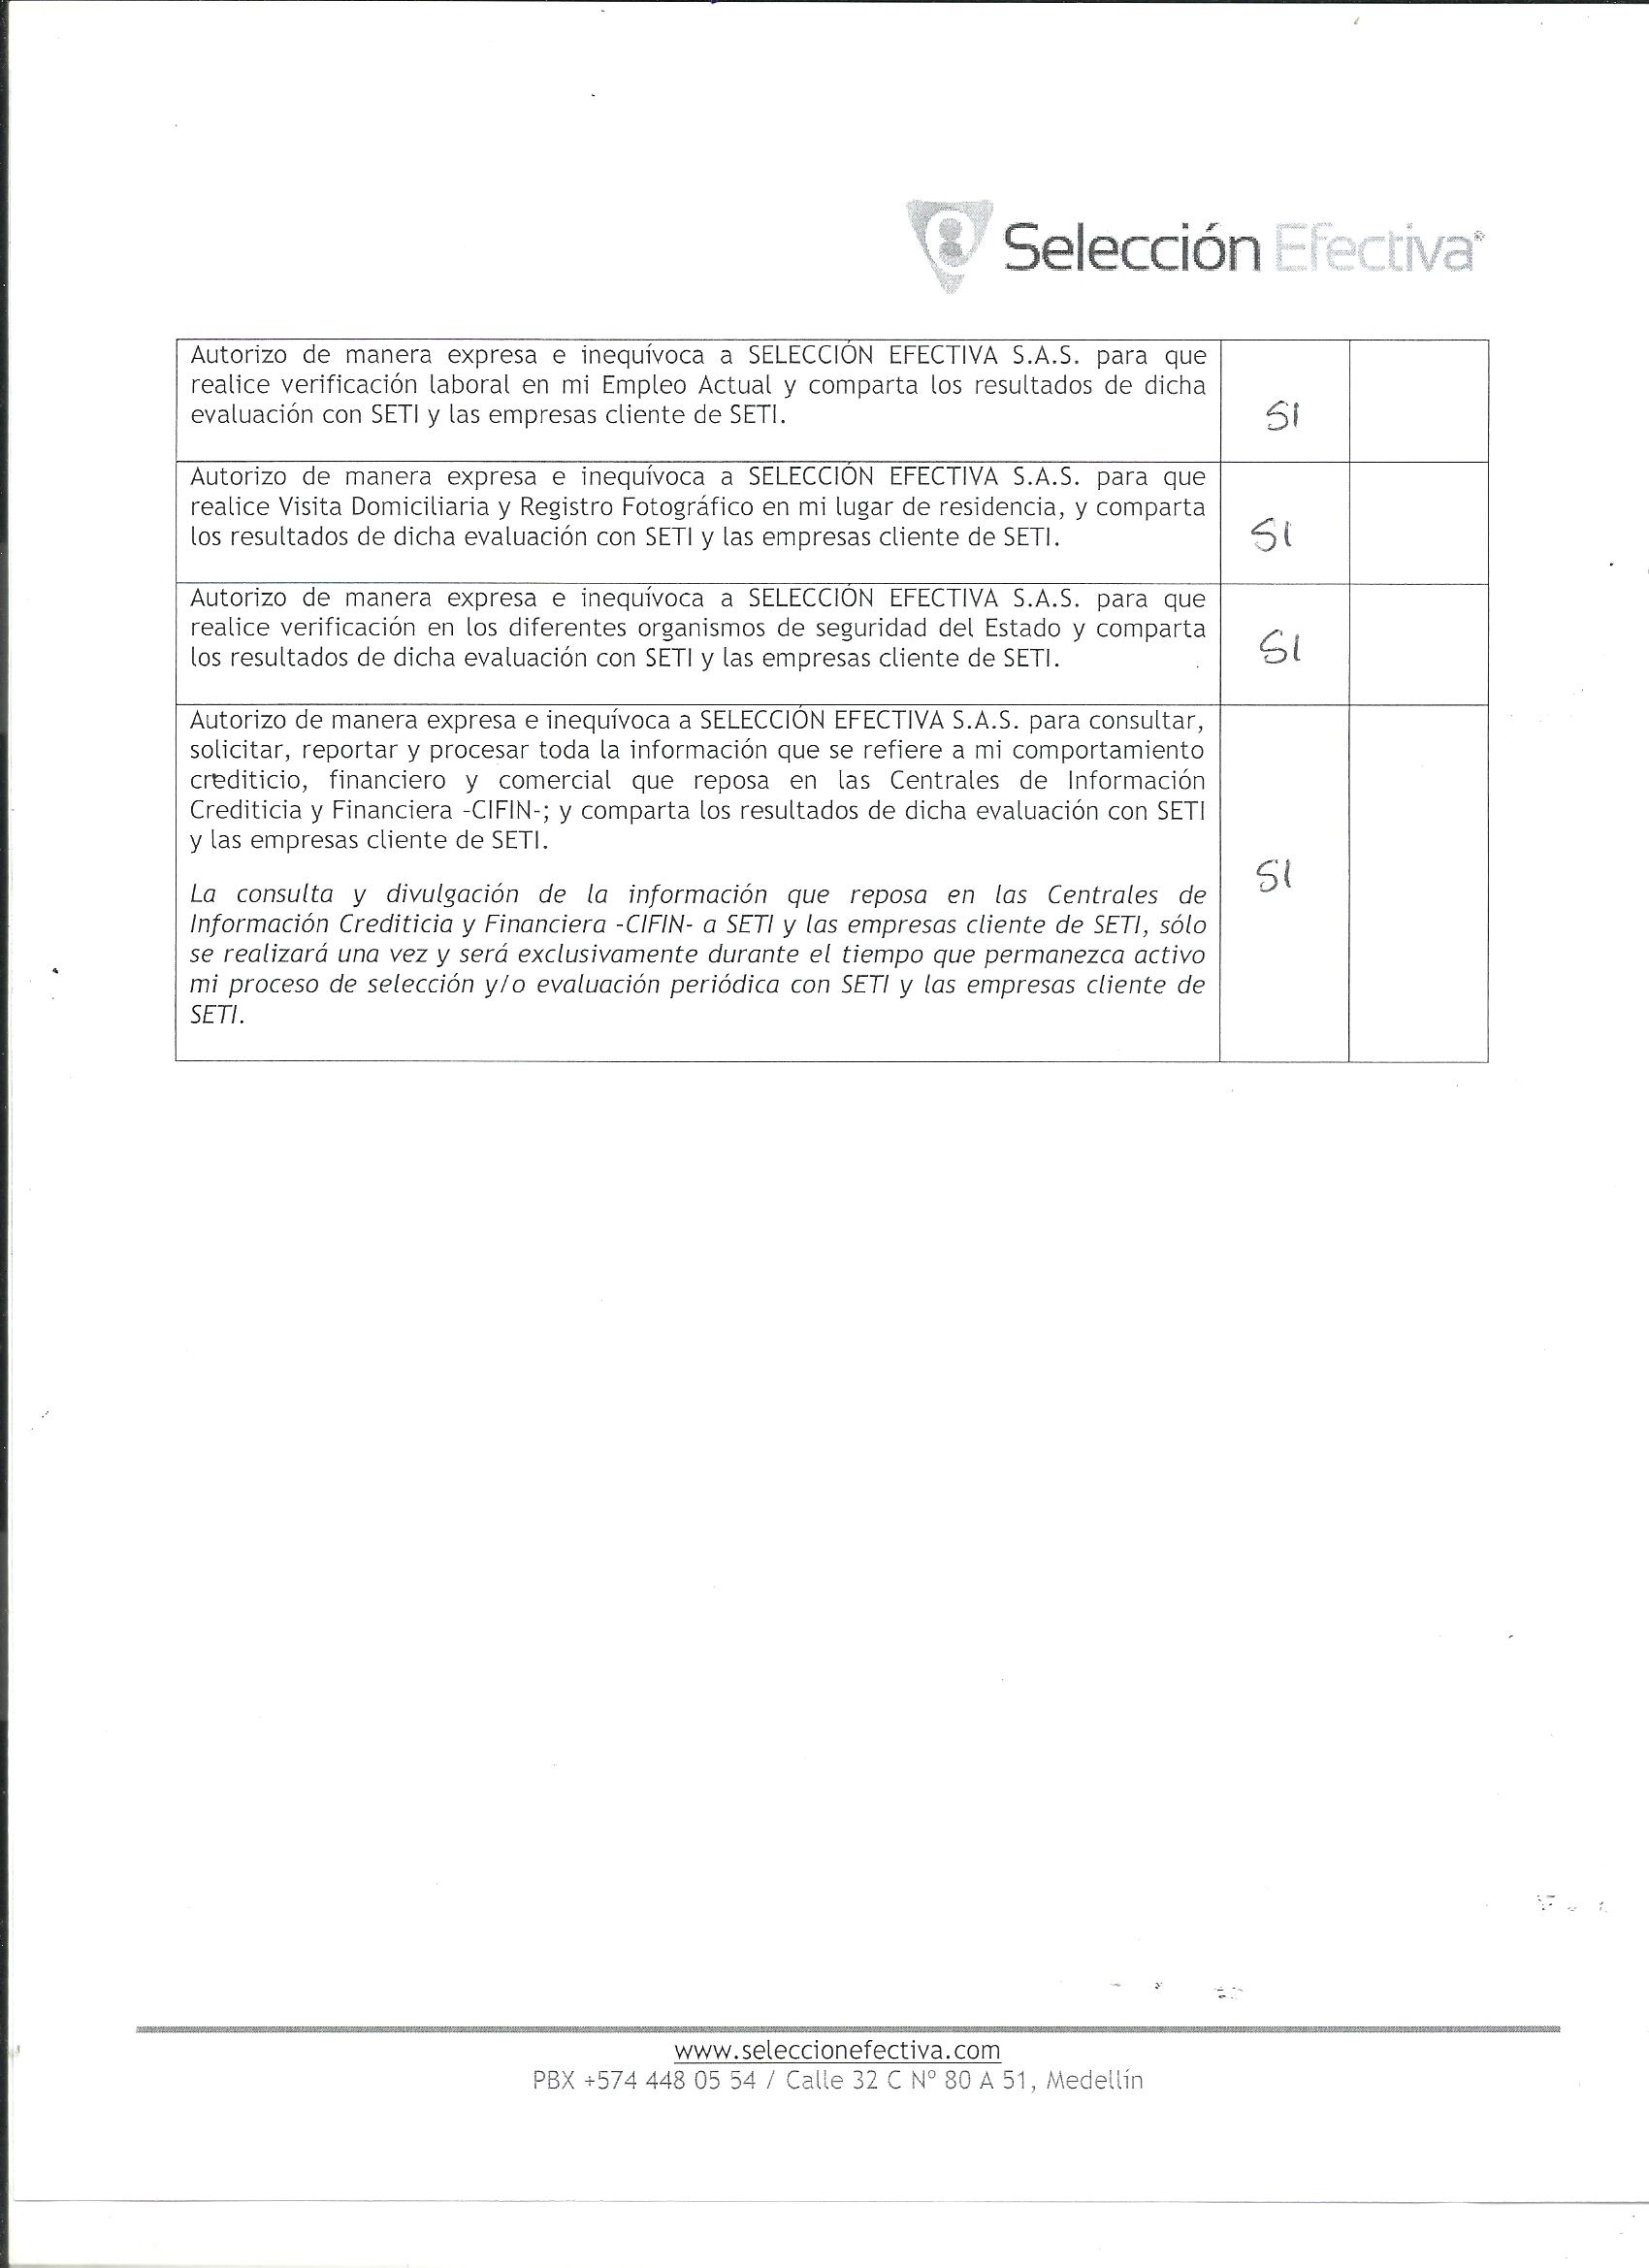 Selección Efectiva®
Autorizo de manera expresa e inequívoca a SELECCIÓN EFECTIVA S.A.S. para que
realice verificación laboral en mi Empleo Actual y comparta los resultados de dicha
evaluación con SETI y las empresas cliente de SETI.
SI
Autorizo de manera expresa e inequívoca a SELECCIÓN EFECTIVA S.A.S. para que
realice Visita Domiciliaria y Registro Fotográfico en mi lugar de residencia, y comparta
los resultados de dicha evaluación con SETI y las empresas cliente de SETI.
SI
Autorizo de manera expresa e inequívoca a SELECCIÓN EFECTIVA S.A.S. para que
realice verificación en los diferentes organismos de seguridad del Estado y comparta
los resultados de dicha evaluación con SETI y las empresas cliente de SETI.
SI
Autorizo de manera expresa e inequívoca a SELECCIÓN EFECTIVA S.A.S. para consultar,
solicitar, reportar y procesar toda la información que se refiere a mi comportamiento
crediticio, financiero y comercial que reposa en las Centrales de Información
Crediticia y Financiera -CIFIN-; y comparta los resultados de dicha evaluación con SETI
y las empresas cliente de SETI.
La consulta y divulgación de la información que reposa en las Centrales de
Información Crediticia y Financiera -CIFIN- a SETI y las empresas cliente de SETI, sólo
se realizará una vez y será exclusivamente durante el tiempo que permanezca activo
mi proceso de selección y/o evaluación periódica con SETI y las empresas cliente de
SETI.
SI
www.seleccionefectiva.com
PBX +574 448 05 54 / Calle 32 C N° 80 A 51, Medellín